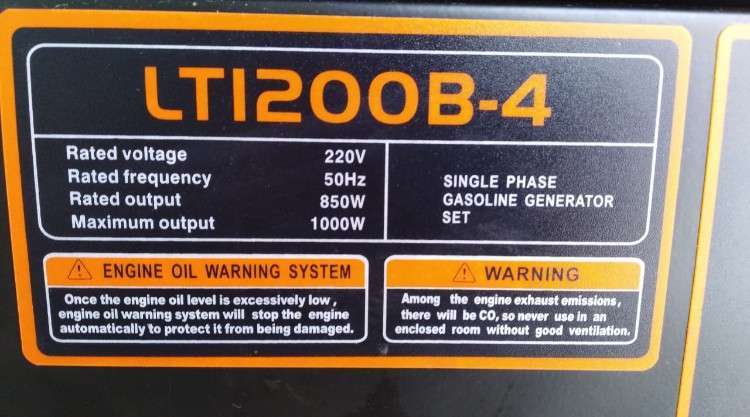 LT1200B-4
Rated voltage 220V
Rated frequency 50Hz
Rated output 850W
Maximum output 1000W
SINGLE PHASE
GASOLINE GENERATOR
SET
ENGINE OIL WARNING SYSTEM
Once the engine oil level is excessively low,
engine oil warning system will stop the engine
automatically to protect it from being damaged.
WARNING
Among the engine exhaust emissions,
there will be CO, so never use in an
enclosed room without good ventilation.